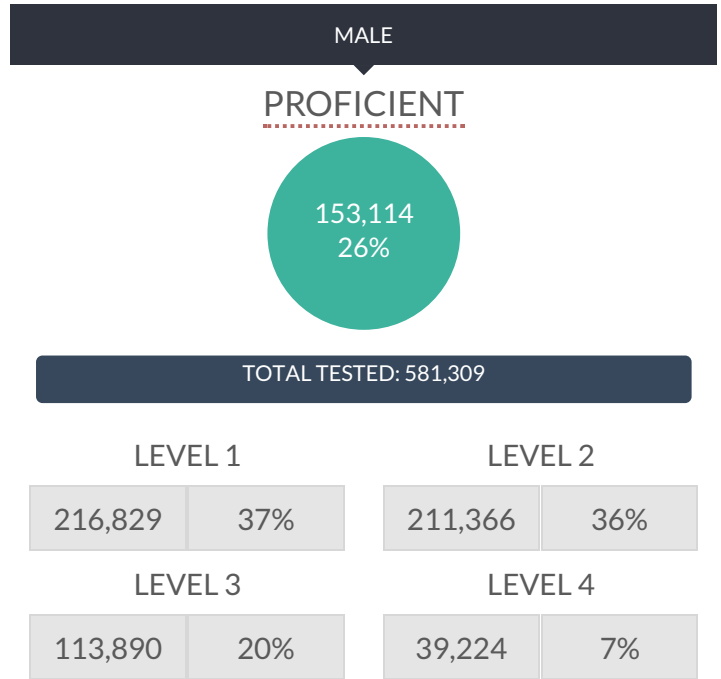 MALE
PROFICIENT
153,114
26%
TOTAL TESTED: 581,309
LEVEL 1
216,829 37%
LEVEL 2
211,366 36%
LEVEL 3
113,890 20%
LEVEL 4
39,224 7%